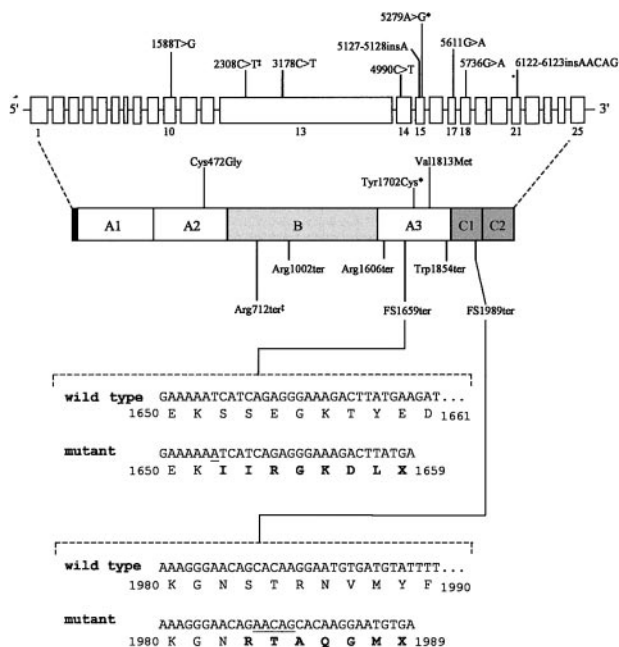 5279A>G*
1588T>G 5127-5128insA 5611G>A
2308C>T‡ 3178C>T 4990C>T 5736G>A 6122-6123insAACAG
5' 3'
1 10 13 14 15 17 18 21 25
Cys472Gly Val1813Met
Tyr1702Cys*
A1 A2 B A3 C1 C2
Arg1002ter Arg1606ter Trp1854ter
Arg712ter‡ FS1659ter FS1989ter
wild type GAAAAATCATCAGAGGGAAAGACTTATGAAGAT...
1650 E K S S E G K T Y E D 1661
mutant GAAAAAATCATCAGAGGGAAAGACTTATGA
1650 E K I I R G K D L X 1659
wild type AAAGGGAACAGCACAAGGAATGTGATGTATTTT...
1980 K G N S T R N V M Y F 1990
mutant AAAGGGAACAGAACAGCACAAGGAATGTGA
1980 K G N R T A Q G M X 1989